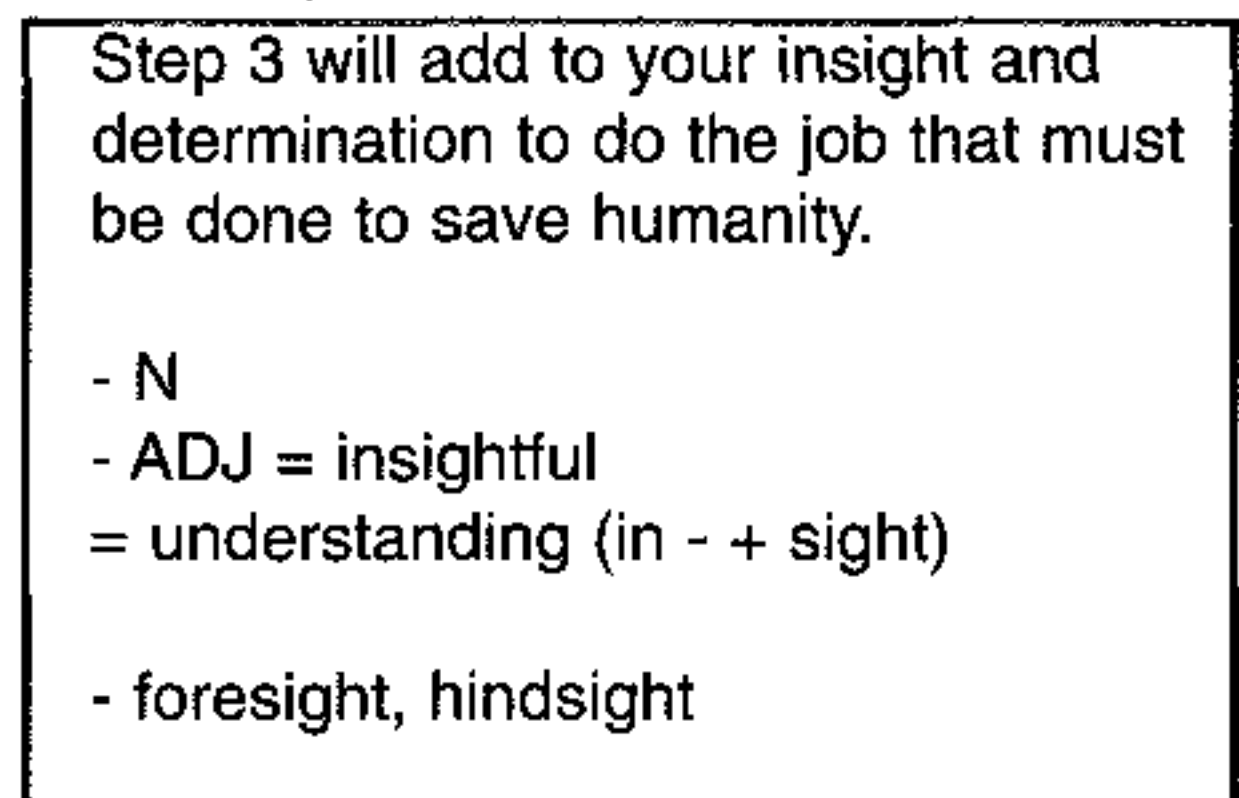 Step 3 will add to your insight and
determination to do the job that must
be done to save humanity.
- N
- ADJ = insightful
= understanding (in - + sight)
- foresight, hindsight